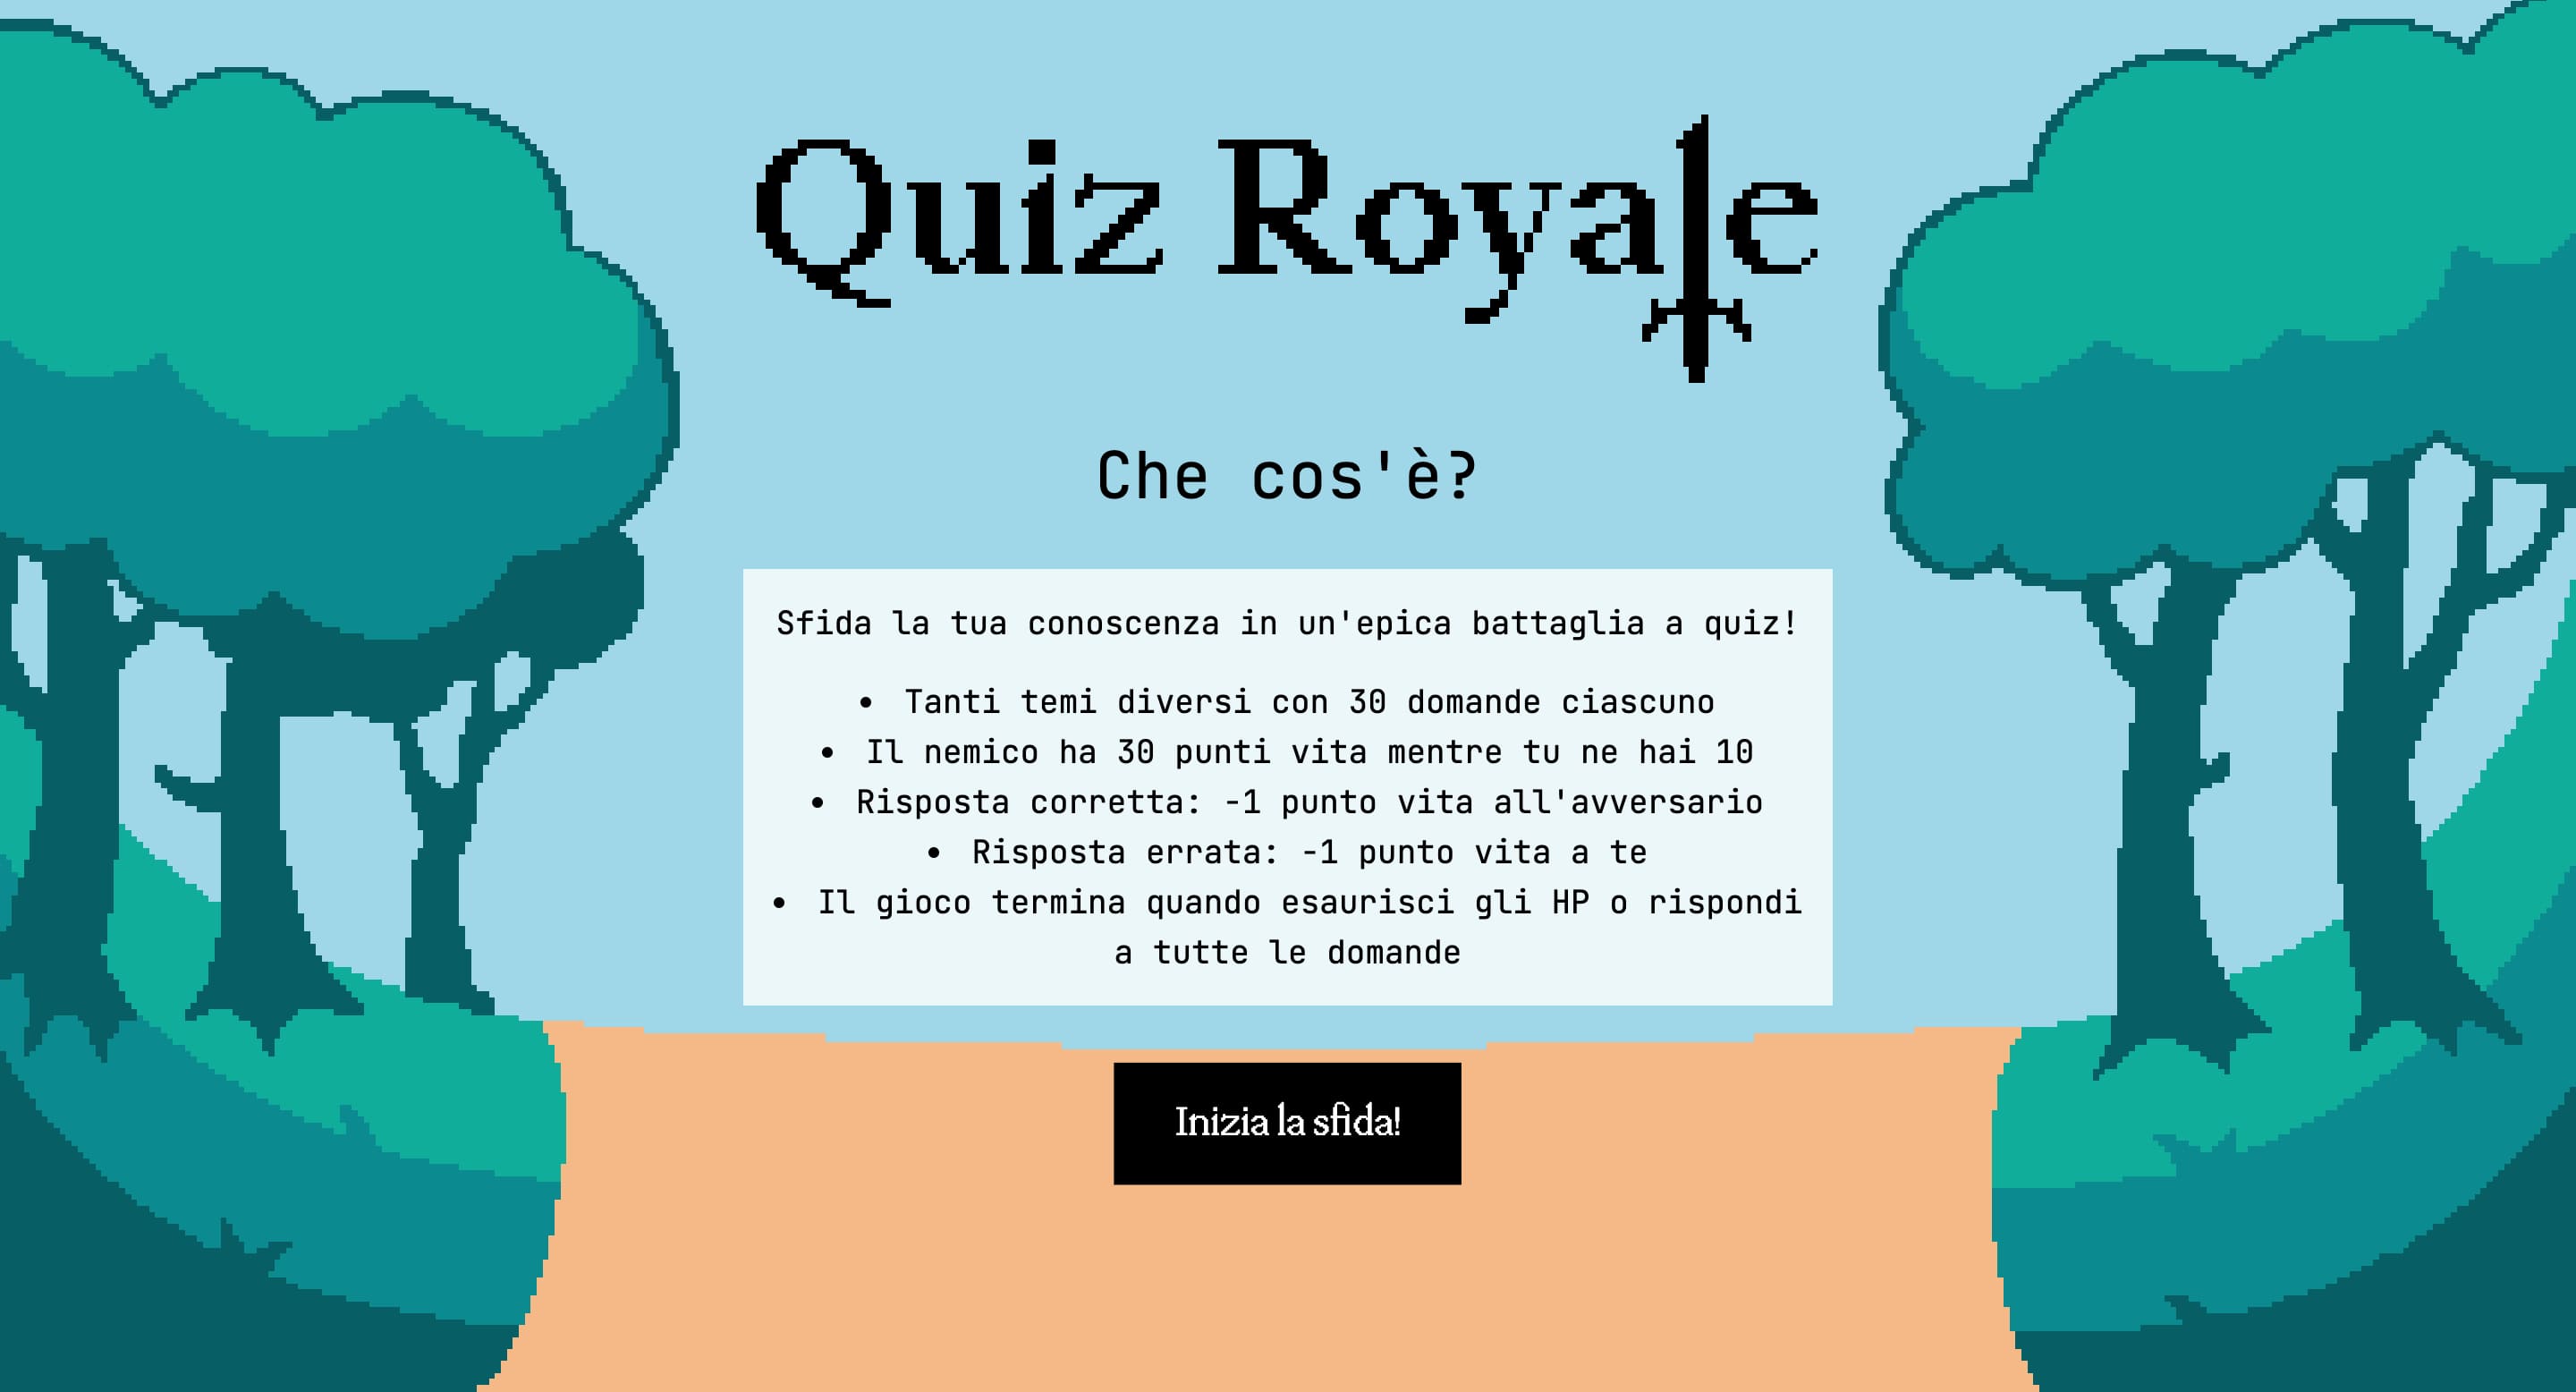 Quiz Royale
Che cos'è?
Sfida la tua conoscenza in un'epica battaglia a quiz!
• Tanti temi diversi con 30 domande ciascuno
• Il nemico ha 30 punti vita mentre tu ne hai 10
• Risposta corretta: -1 punto vita all'avversario
• Risposta errata: -1 punto vita a te
• Il gioco termina quando esaurisci gli HP o rispondi
a tutte le domande
Inizia la sfida!